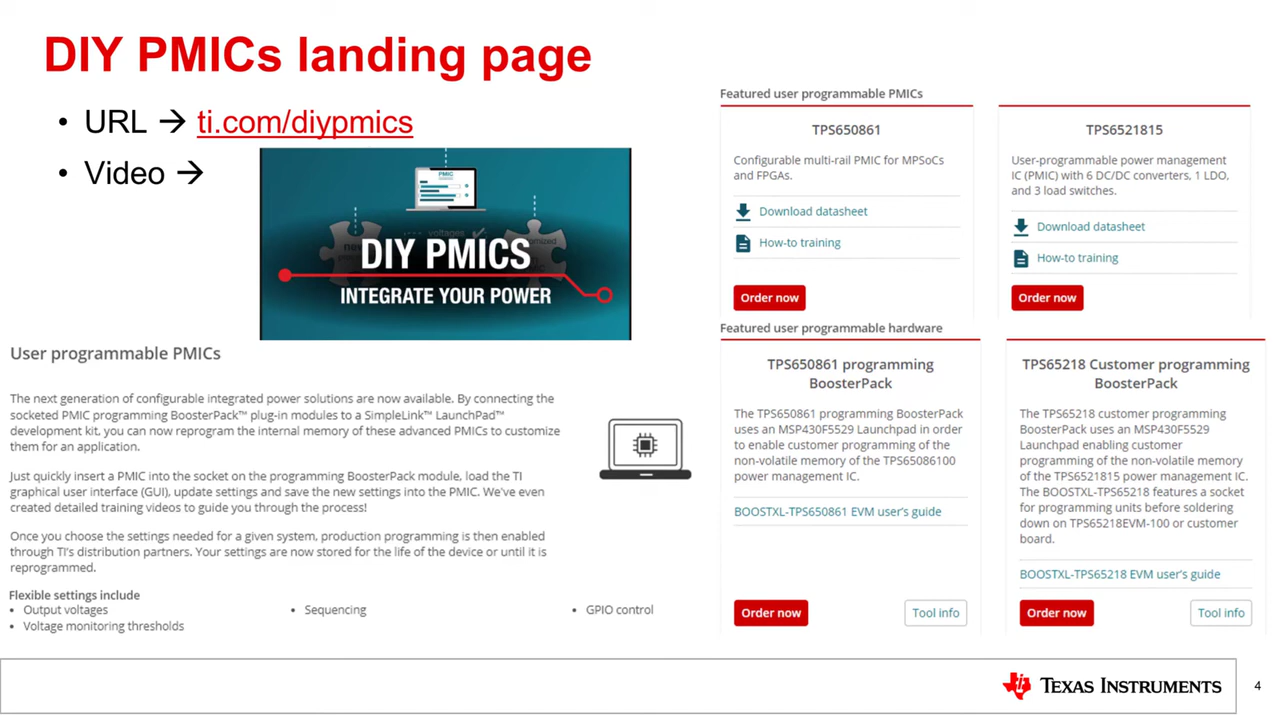 DIY PMICs landing page
• URL → ti.com/diypmics
• Video →
PMIC
voltages
DIY PMICS
INTEGRATE YOUR POWER
User programmable PMICs
The next generation of configurable integrated power solutions are now available. By connecting the
socketed PMIC programming BoosterPack™ plug-in modules to a SimpleLink™ LaunchPad™
development kit, you can now reprogram the internal memory of these advanced PMICs to customize
them for an application.
Just quickly insert a PMIC into the socket on the programming BoosterPack module, load the TI
graphical user interface (GUI), update settings and save the new settings into the PMIC. We've even
created detailed training videos to guide you through the process!
Once you choose the settings needed for a given system, production programming is then enabled
through TI's distribution partners. Your settings are now stored for the life of the device or until it is
reprogrammed.
Flexible settings include
• Output voltages
• Voltage monitoring thresholds
• Sequencing
• GPIO control
Featured user programmable PMICs
TPS650861
Configurable multi-rail PMIC for MPSoCs
and FPGAs.
Download datasheet
How-to training
Order now
TPS6521815
User-programmable power management
IC (PMIC) with 6 DC/DC converters, 1 LDO,
and 3 load switches.
Download datasheet
How-to training
Order now
Featured user programmable hardware
TPS650861 programming
BoosterPack
The TPS650861 programming BoosterPack
uses an MSP430F5529 Launchpad in order
to enable customer programming of the
non-volatile memory of the TPS65086100
power management IC.
BOOSTXL-TPS650861 EVM user's guide
Order now
Tool info
TPS65218 Customer programming
BoosterPack
The TPS65218 customer programming
BoosterPack uses an MSP430F5529
Launchpad enabling customer
programming of the non-volatile memory
of the TPS6521815 power management IC.
The BOOSTXL-TPS65218 features a socket
for programming units before soldering
down on TPS65218EVM-100 or customer
board.
BOOSTXL-TPS65218 EVM user's guide
Order now
Tool info
TEXAS INSTRUMENTS
4